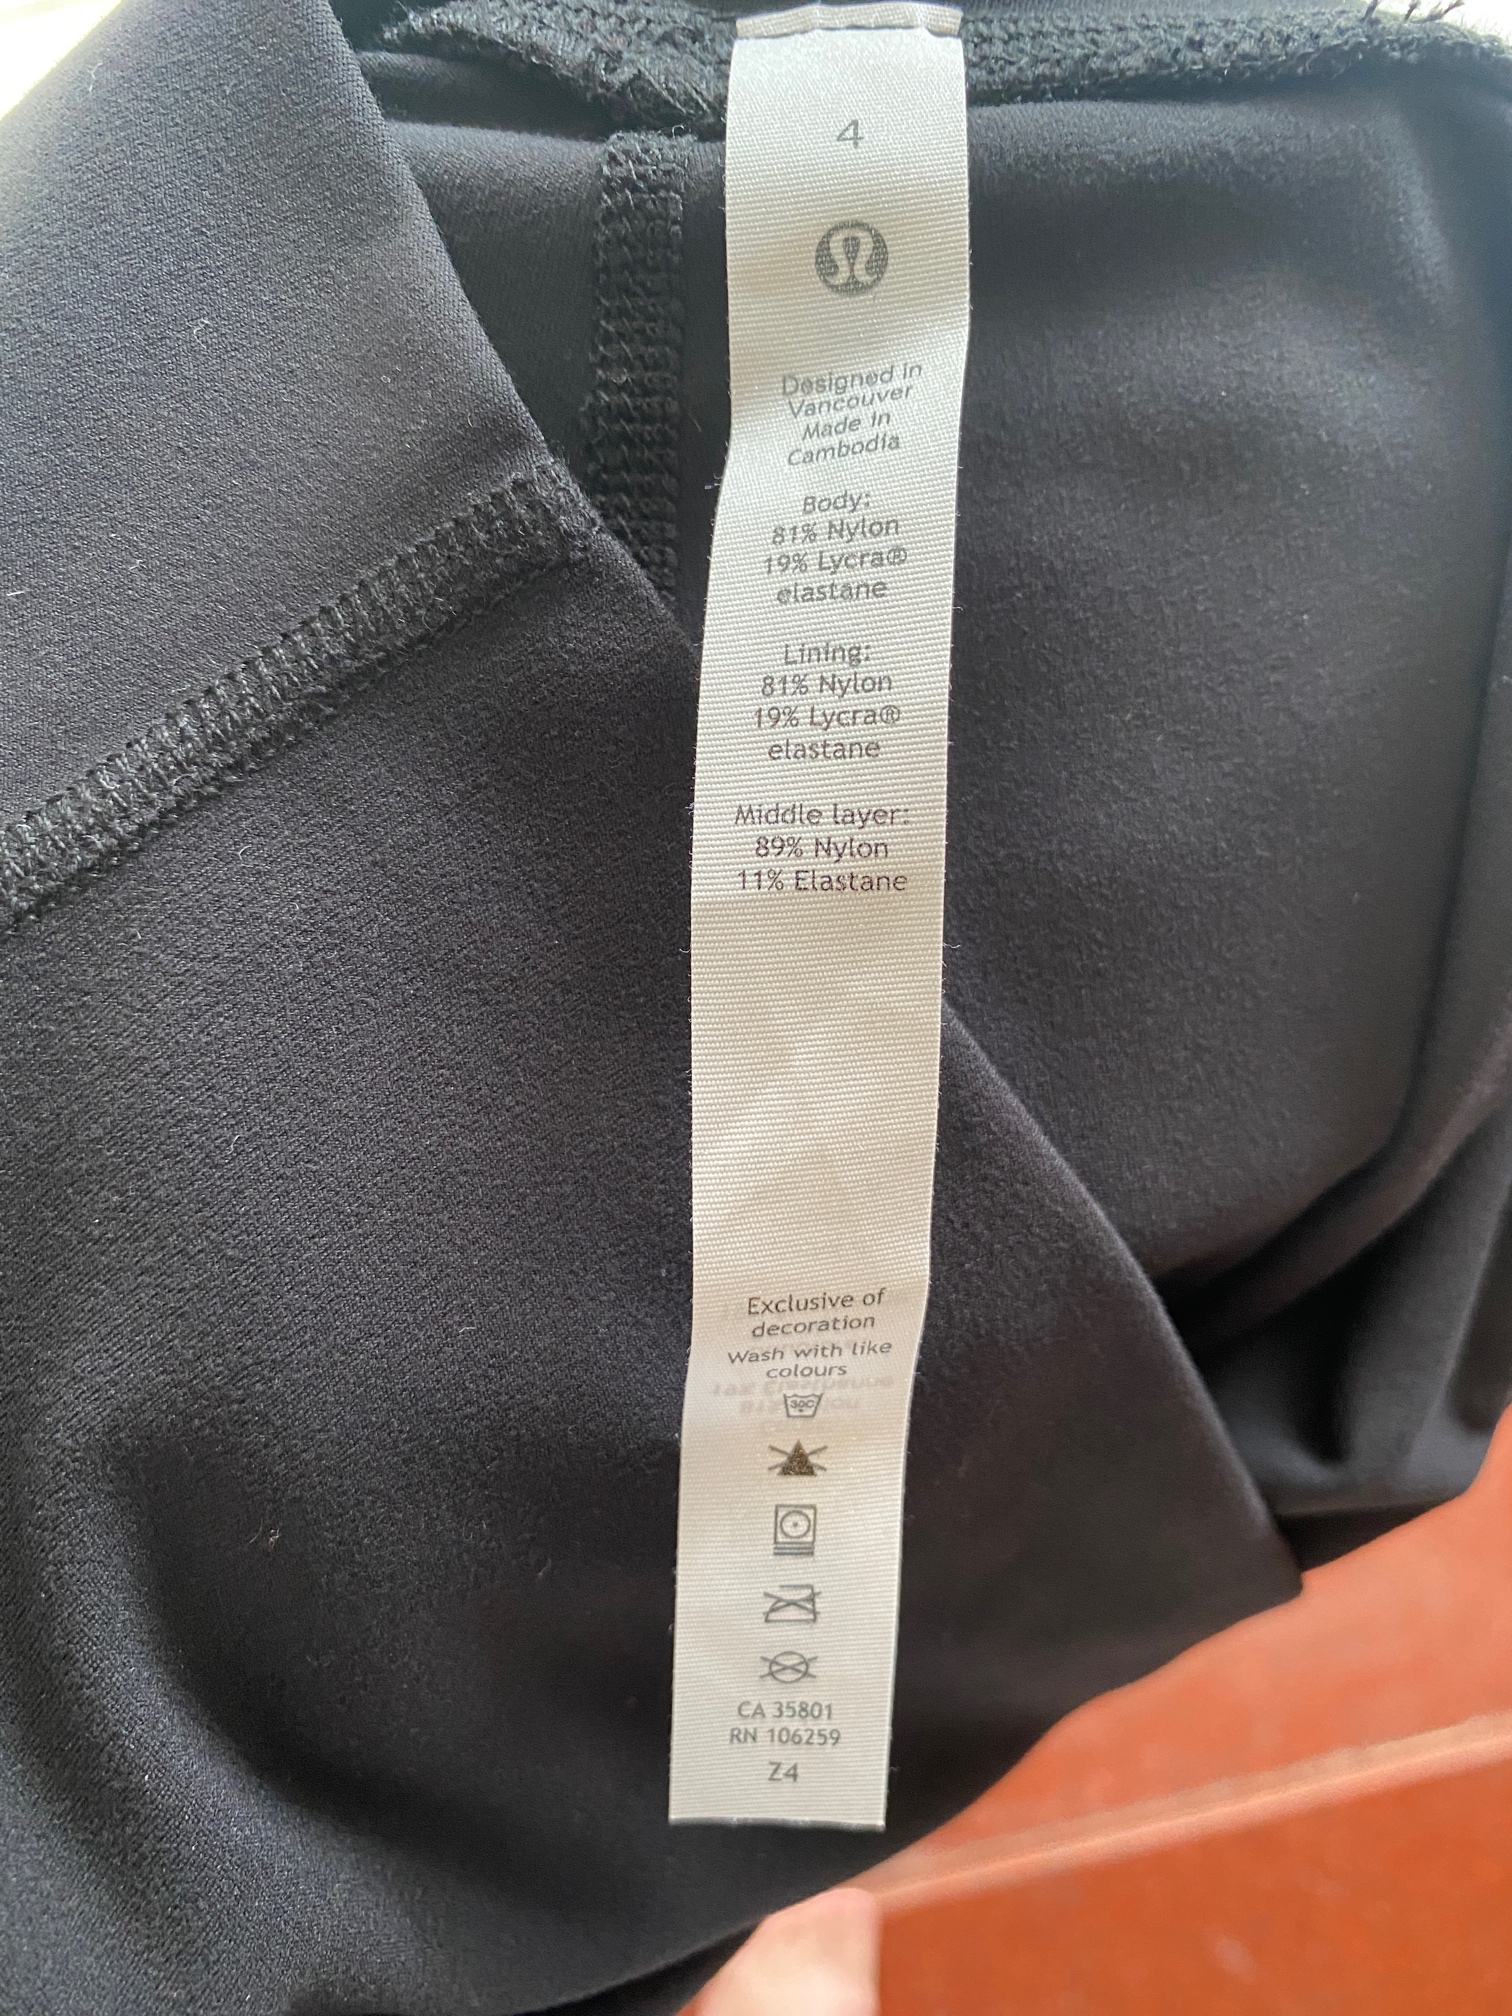 4
Designed in
Vancouver
Made in
Cambodia
Body:
81% Nylon
19% Lycra®
elastane
Lining:
81% Nylon
19% Lycra®
elastane
Middle layer:
89% Nylon
11% Elastane
Exclusive of
decoration
Wash with like
colours
30C
CA 35801
RN 106259
Z4